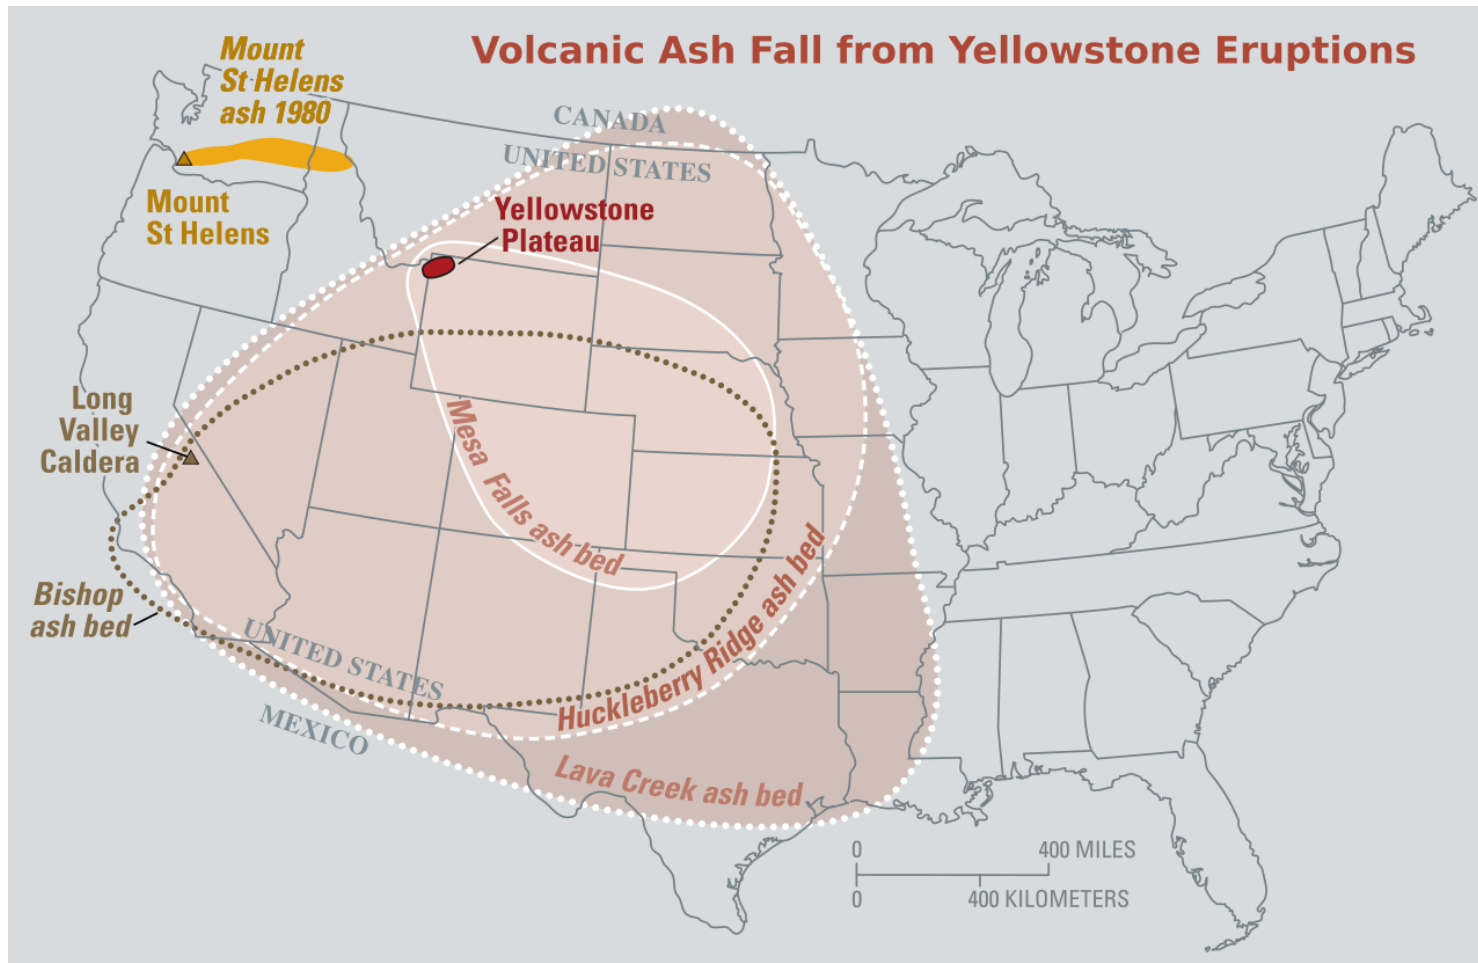 Volcanic Ash Fall from Yellowstone Eruptions
Mount
St Helens
ash 1980
CANADA
UNITED STATES
Mount
St Helens
Yellowstone
Plateau
Long
Valley
Caldera
Mesa Falls ash bed
Bishop
ash bed
Huckleberry Ridge ash bed
UNITED STATES
MEXICO
Lava Creek ash bed
0 400 MILES
0 400 KILOMETERS